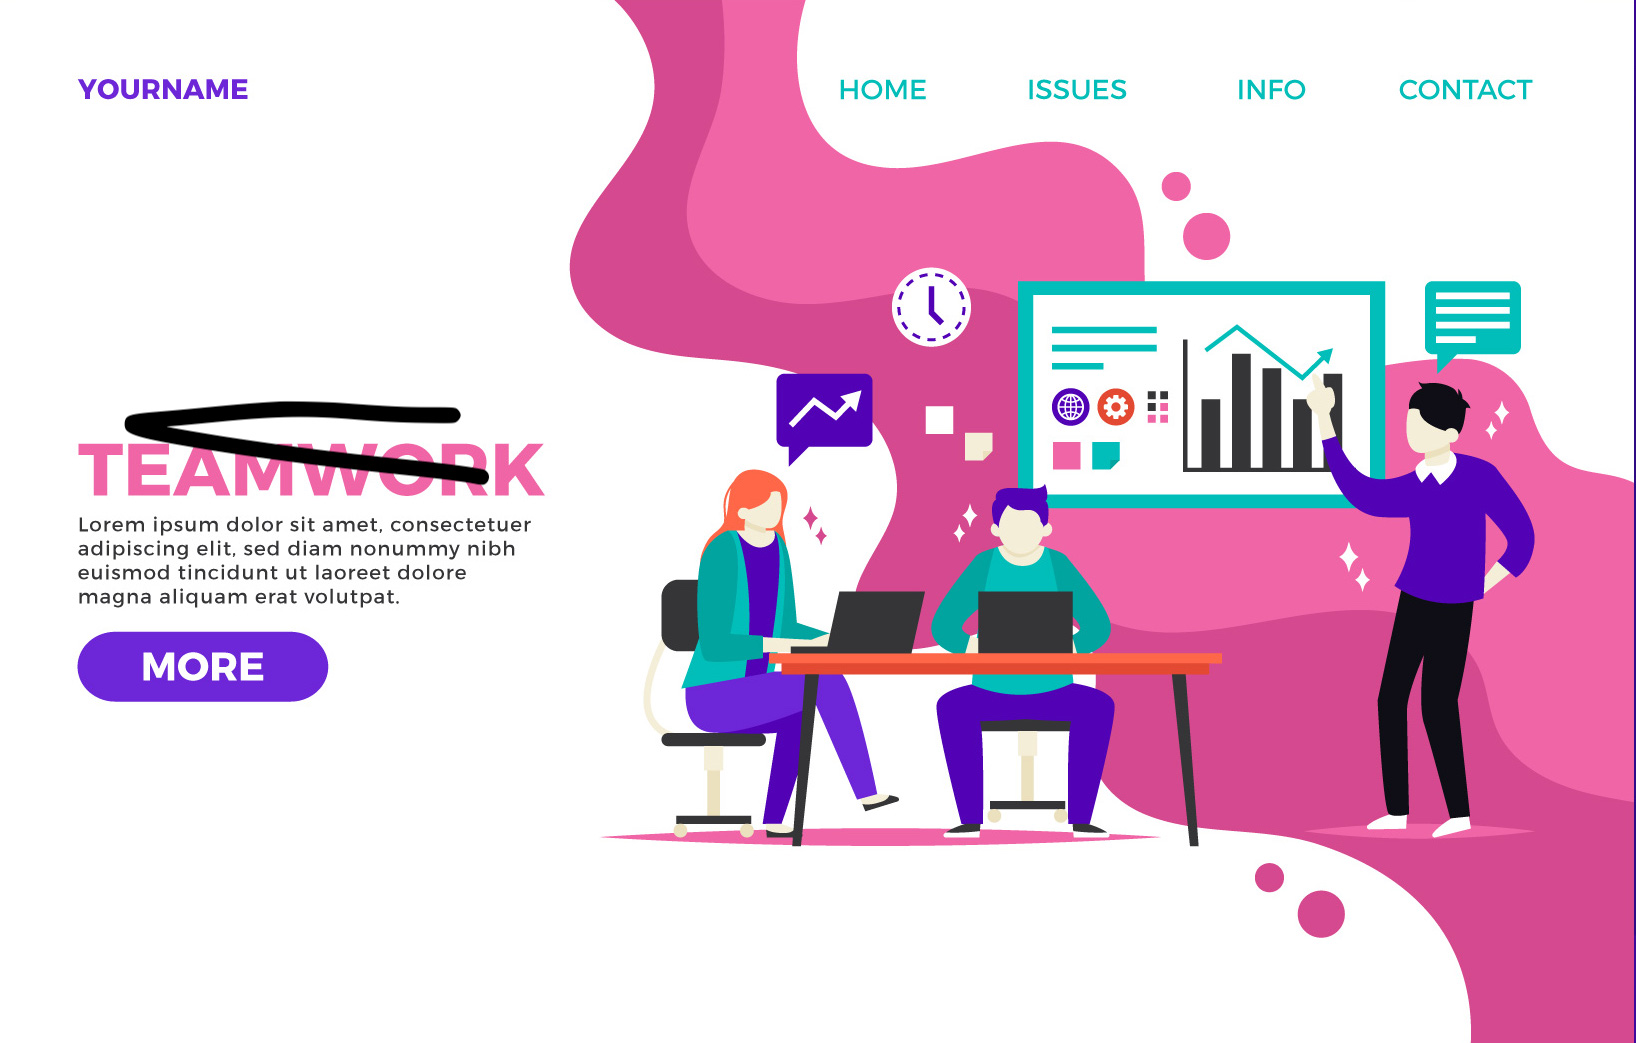 YOURNAME
HOME ISSUES INFO CONTACT
TEAMWORK
Lorem ipsum dolor sit amet, consectetuer
adipiscing elit, sed diam nonummy nibh
euismod tincidunt ut laoreet dolore
magna aliquam erat volutpat.
MORE